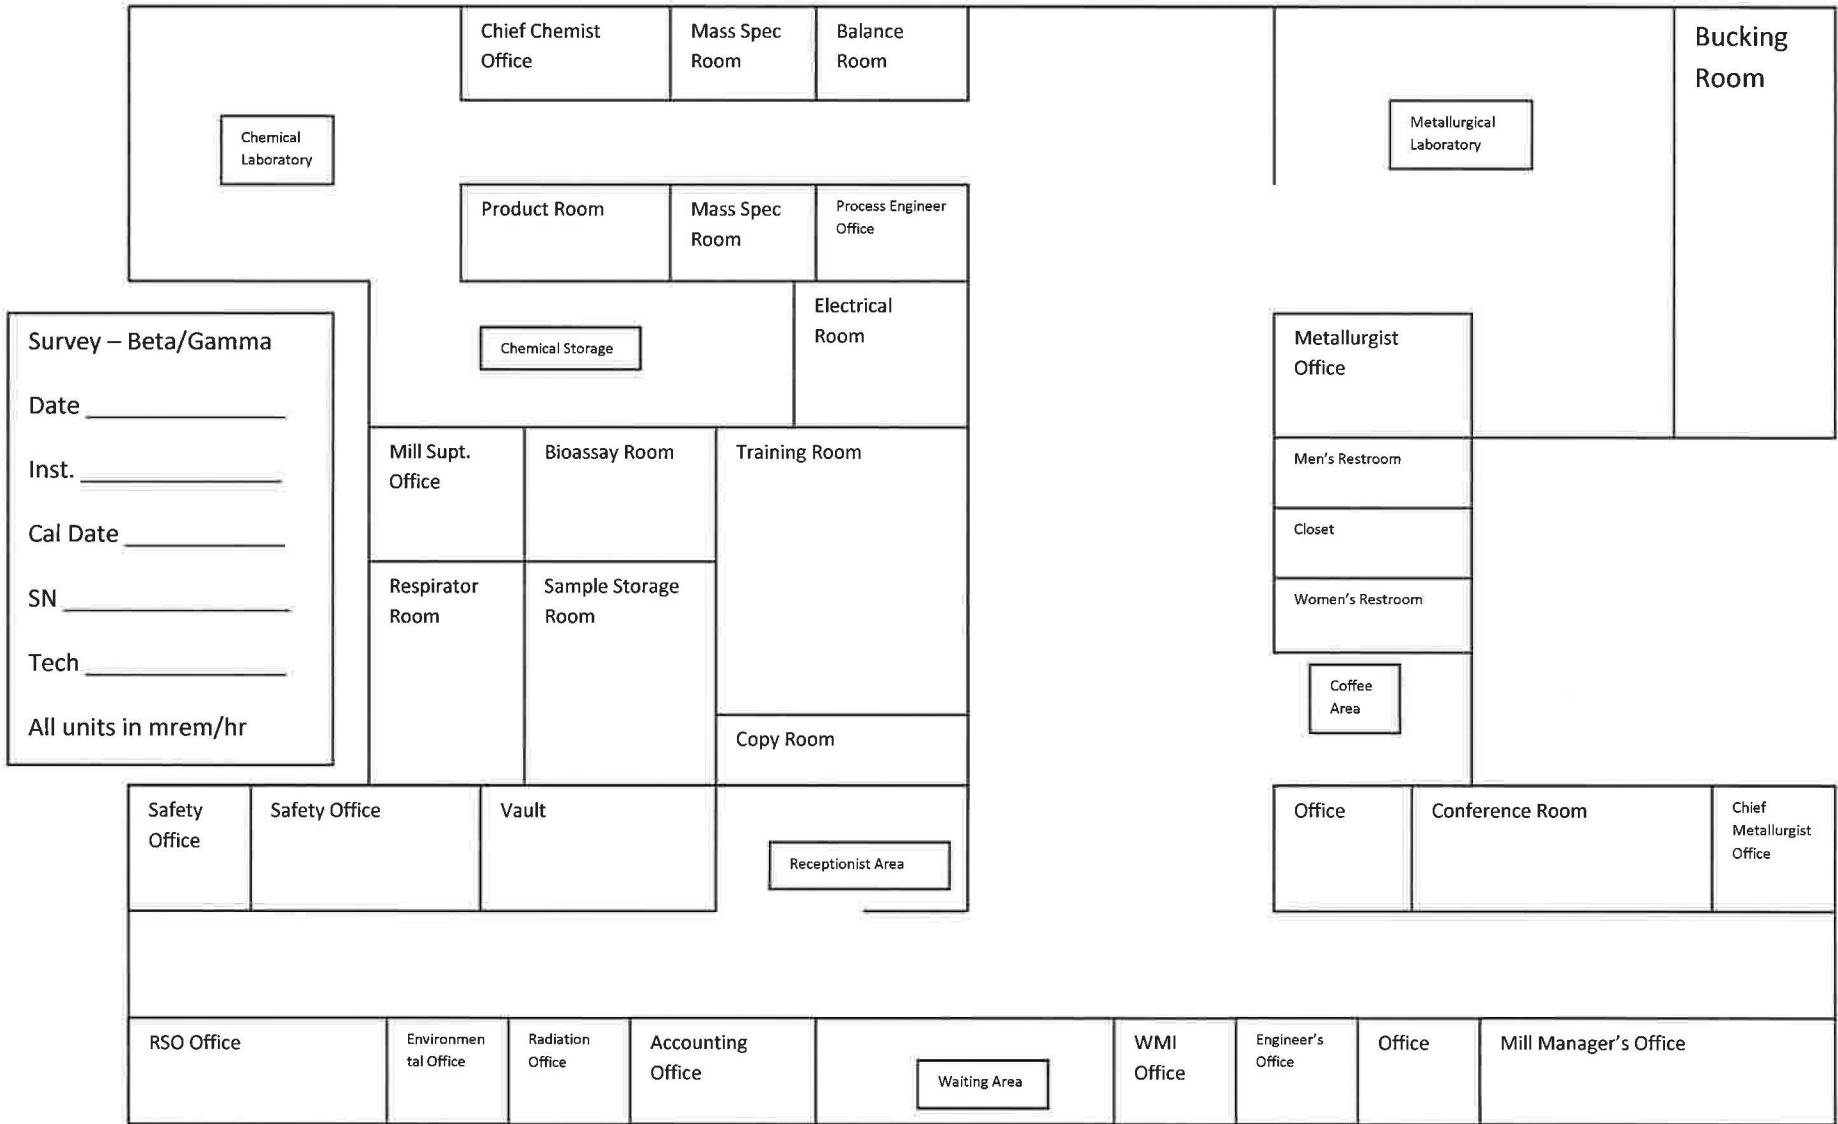 Chief Chemist
Office
Mass Spec
Room
Balance
Room
Bucking
Room
Chemical
Laboratory
Metallurgical
Laboratory
Product Room
Mass Spec
Room
Process Engineer
Office
Electrical
Room
Chemical Storage
Metallurgist
Office
Survey – Beta/Gamma
Date
Inst.
Cal Date
SN
Tech
All units in mrem/hr
Mill Supt.
Office
Bioassay Room
Training Room
Men's Restroom
Closet
Women's Restroom
Respirator
Room
Sample Storage
Room
Coffee
Area
Copy Room
Safety
Office
Safety Office
Vault
Receptionist Area
Office
Conference Room
Chief
Metallurgist
Office
RSO Office
Environmen
tal Office
Radiation
Office
Accounting
Office
Waiting Area
WMI
Office
Engineer's
Office
Office
Mill Manager's Office